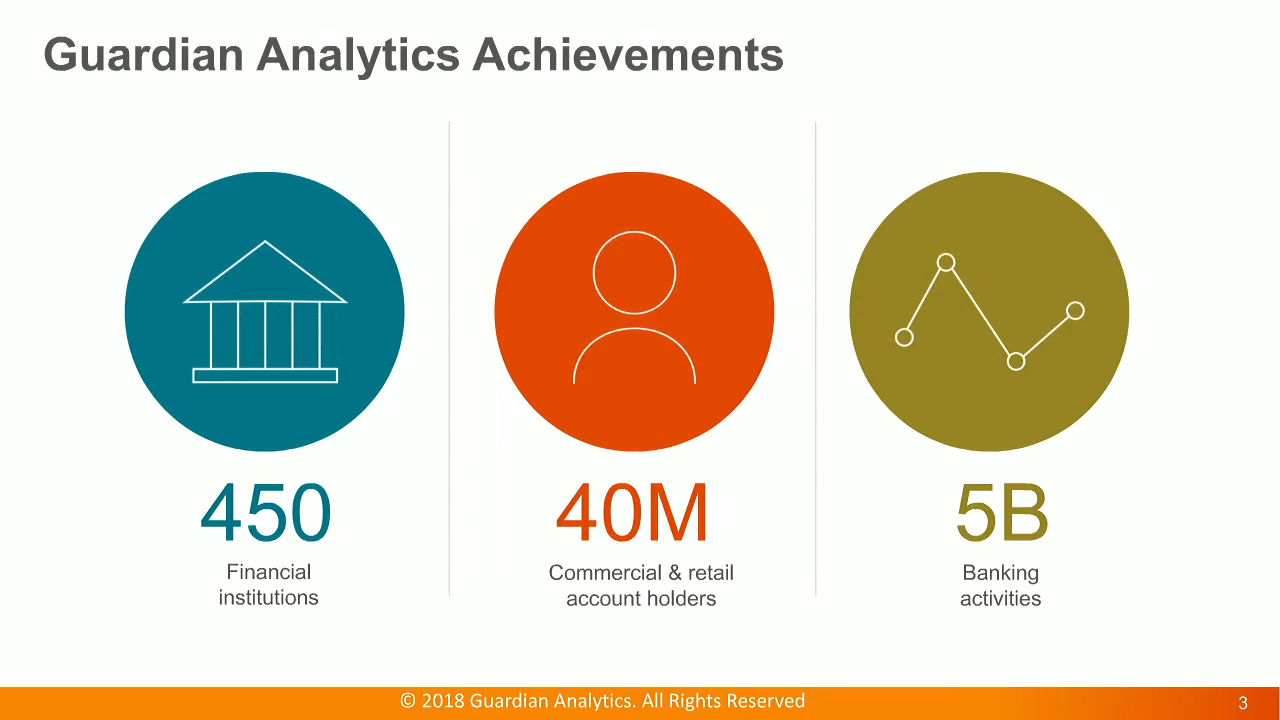 Guardian Analytics Achievements
450
Financial
institutions
40M
Commercial & retail
account holders
5B
Banking
activities
© 2018 Guardian Analytics. All Rights Reserved
3